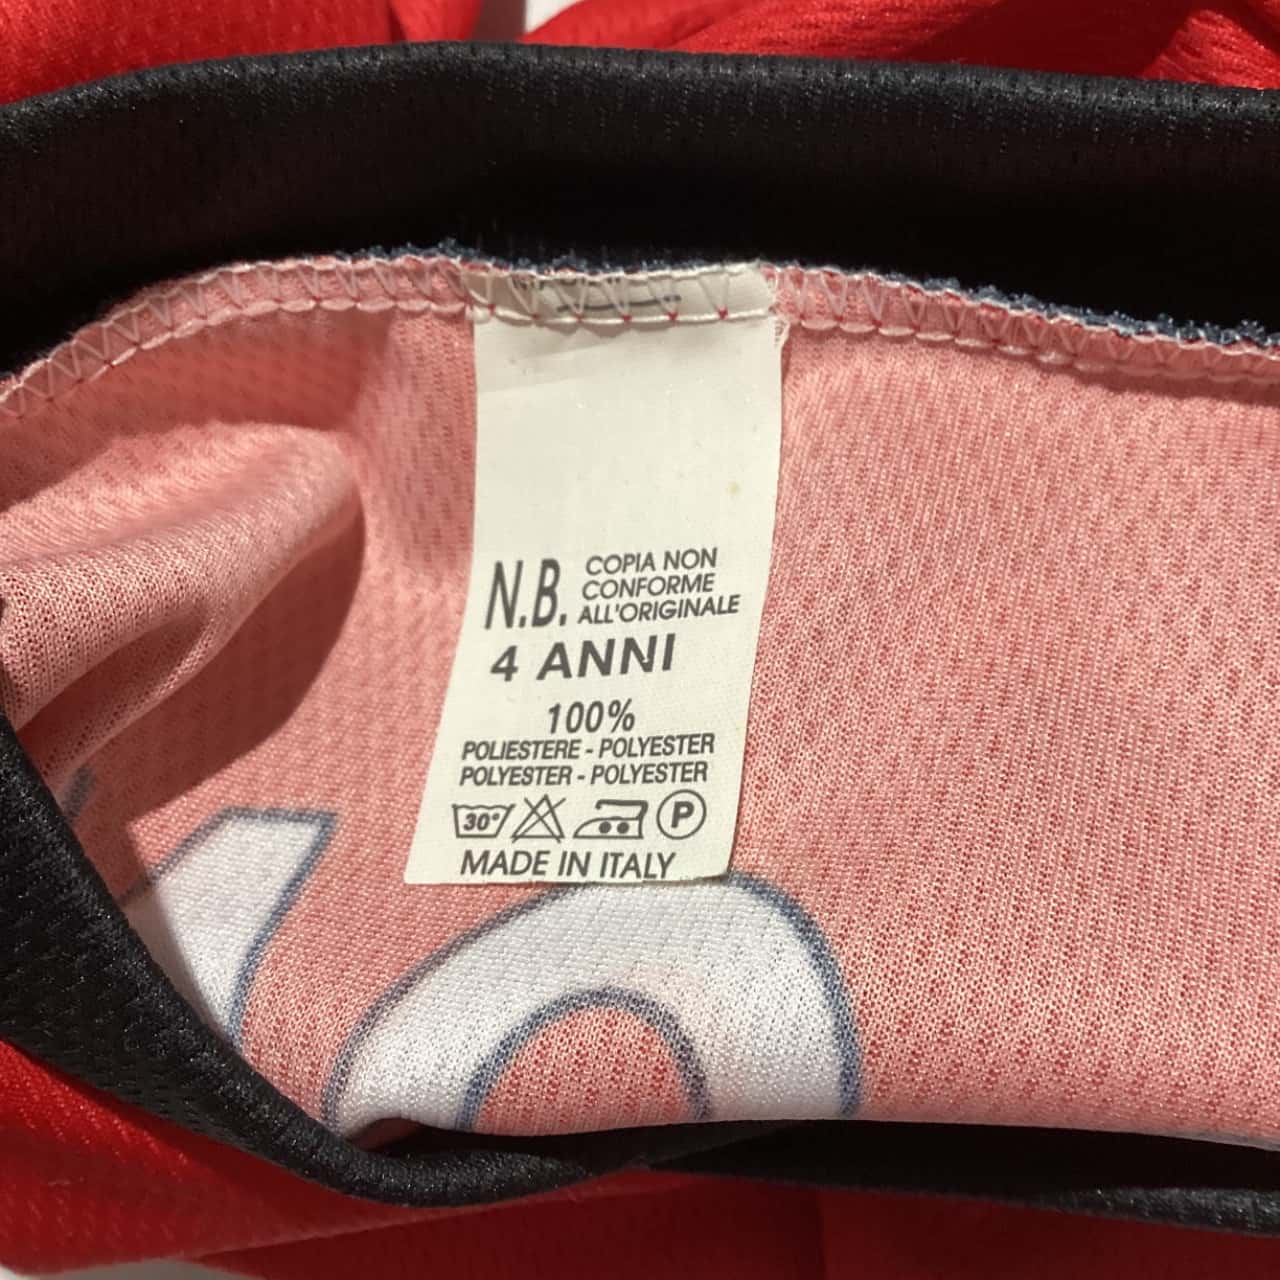 N.B. COPIA NON
CONFORME
ALL'ORIGINALE
4 ANNI
100%
POLIESTERE - POLYESTER
POLYESTER - POLYESTER
30° P
MADE IN ITALY